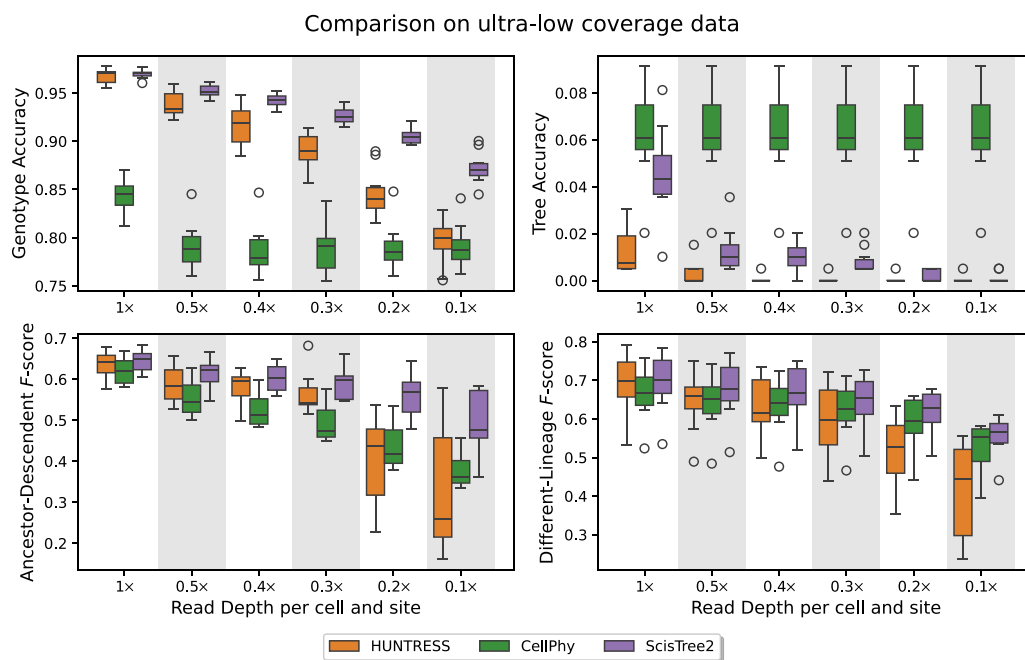 Comparison on ultra-low coverage data
Genotype Accuracy
0.95
0.90
0.85
0.80
0.75
1× 0.5× 0.4× 0.3× 0.2× 0.1×
Tree Accuracy
0.08
0.06
0.04
0.02
0.00
1× 0.5× 0.4× 0.3× 0.2× 0.1×
Ancestor-Descendent F-score
0.7
0.6
0.5
0.4
0.3
0.2
1× 0.5× 0.4× 0.3× 0.2× 0.1×
Read Depth per cell and site
Different-Lineage F-score
0.8
0.7
0.6
0.5
0.4
0.3
1× 0.5× 0.4× 0.3× 0.2× 0.1×
Read Depth per cell and site
HUNTRESS CellPhy ScisTree2